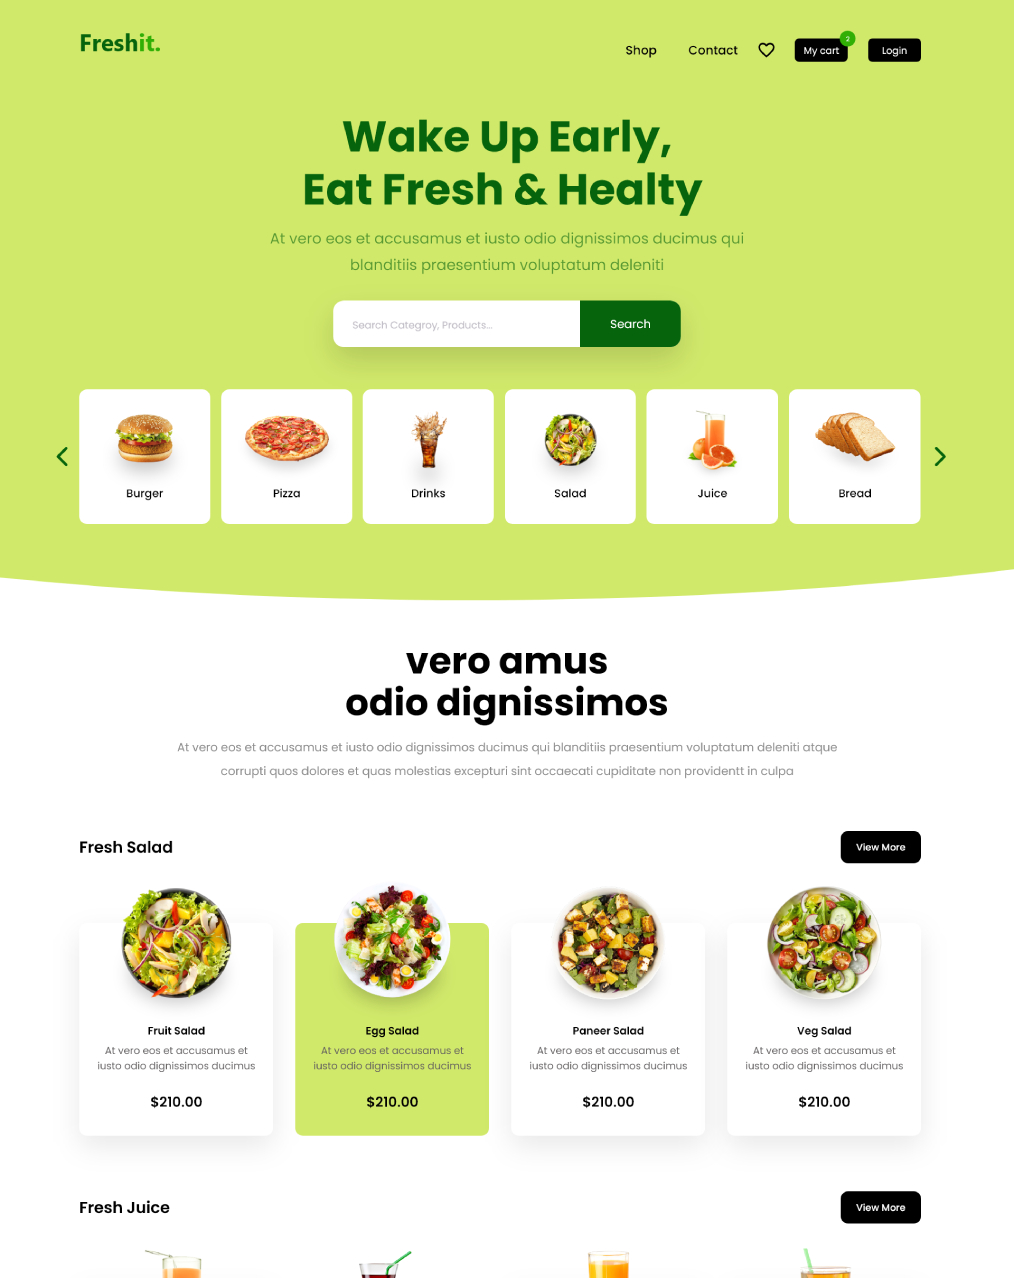 Freshit.
Shop Contact My cart 2 Login
Wake Up Early,
Eat Fresh & Healty
At vero eos et accusamus et iusto odio dignissimos ducimus qui
blanditiis praesentium voluptatum deleniti
Search Categroy, Products... Search
Burger Pizza Drinks Salad Juice Bread
vero amus
odio dignissimos
At vero eos et accusamus et iusto odio dignissimos ducimus qui blanditiis praesentium voluptatum deleniti atque
corrupti quos dolores et quas molestias excepturi sint occaecati cupiditate non providentt in culpa
Fresh Salad View More
Fruit Salad
At vero eos et accusamus et
iusto odio dignissimos ducimus
$210.00
Egg Salad
At vero eos et accusamus et
iusto odio dignissimos ducimus
$210.00
Paneer Salad
At vero eos et accusamus et
iusto odio dignissimos ducimus
$210.00
Veg Salad
At vero eos et accusamus et
iusto odio dignissimos ducimus
$210.00
Fresh Juice View More